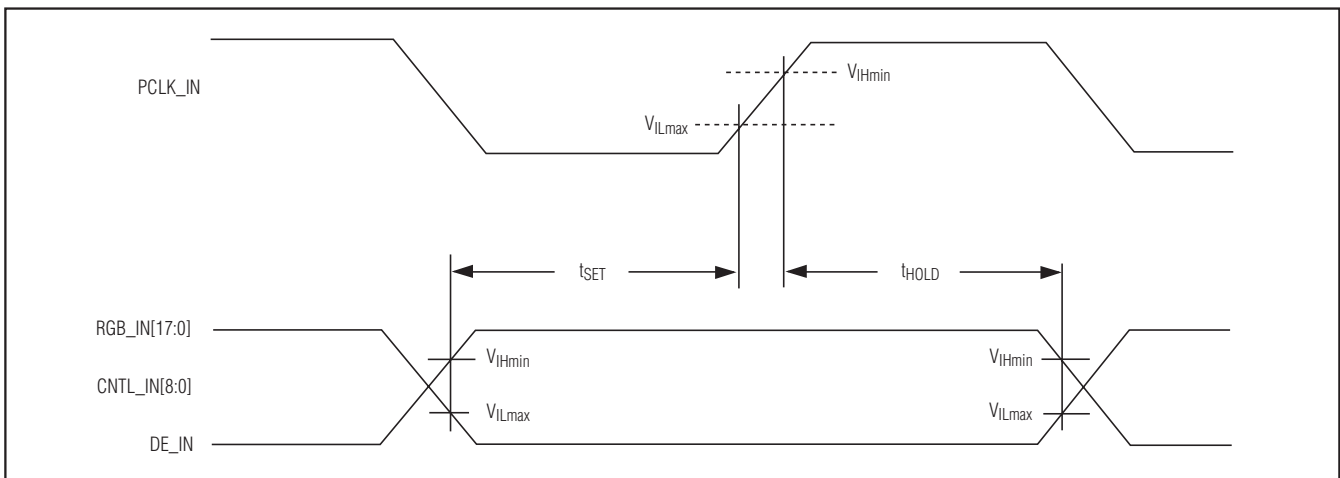 PCLK_IN
VIHmin
VILmax
tSET
tHOLD
RGB_IN[17:0]
VIHmin
VIHmin
CNTL_IN[8:0]
VILmax
VILmax
DE_IN